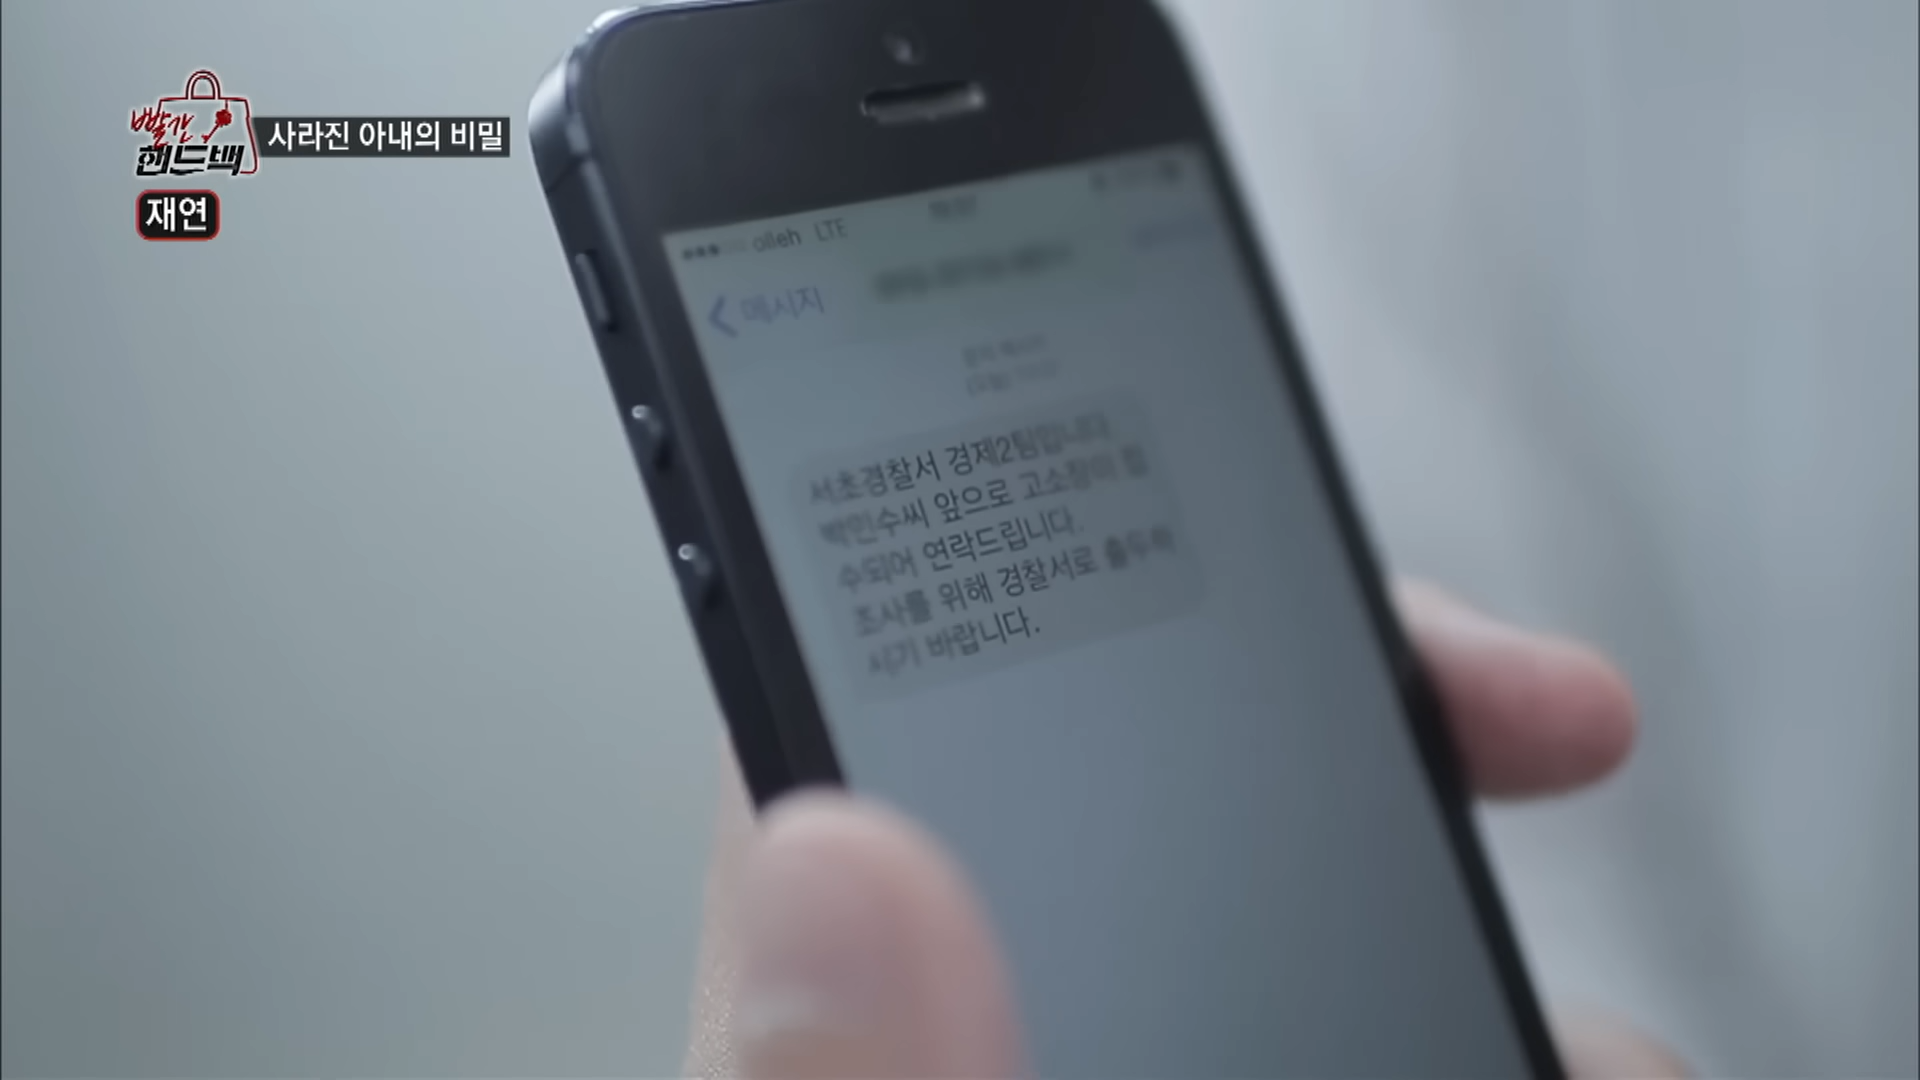 빨간
핸드백
사라진 아내의 비밀
재연
olleh LTE
메시지
서초경찰서 경제2팀입니다
박민수씨 앞으로 고소장이 접
수되어 연락드립니다.
조사를 위해 경찰서로 출두하
시기 바랍니다.